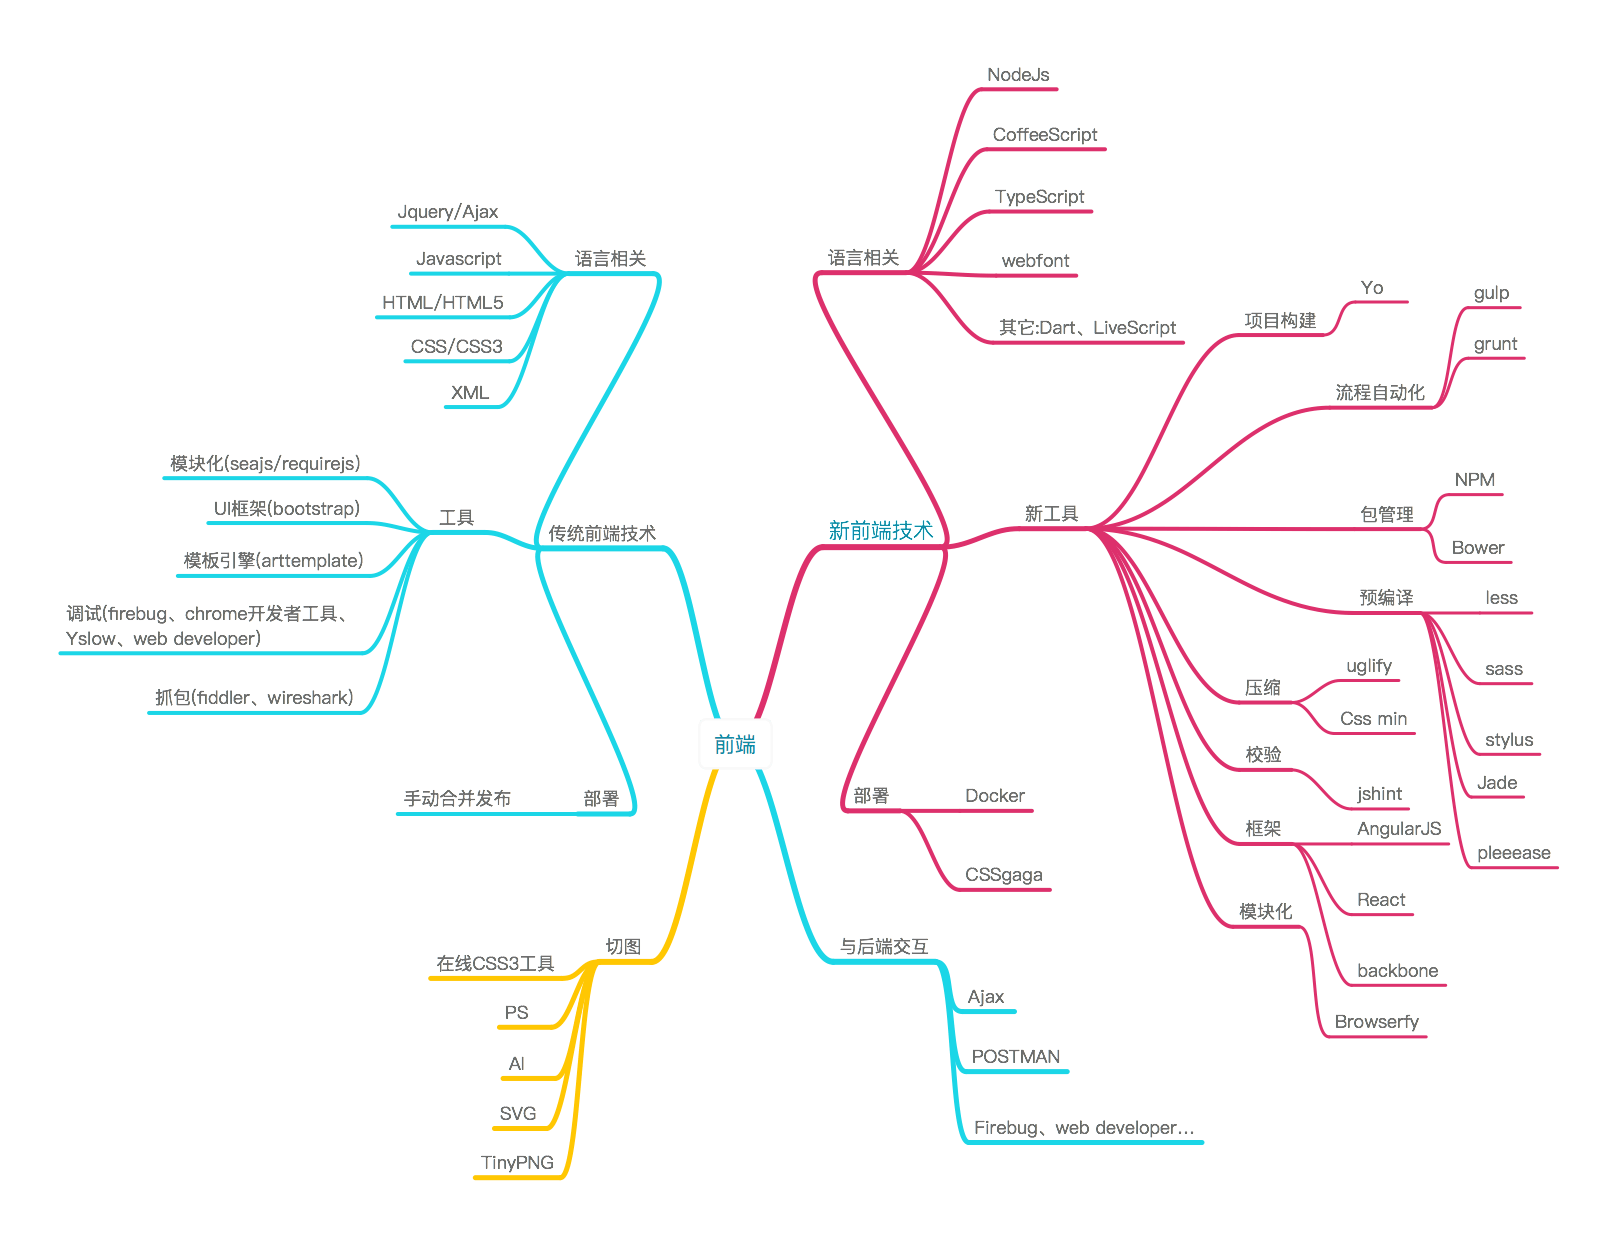 前端
传统前端技术
语言相关
Jquery/Ajax
Javascript
HTML/HTML5
CSS/CSS3
XML
工具
模块化(seajs/requirejs)
UI框架(bootstrap)
模板引擎(arttemplate)
调试(firebug、chrome开发者工具、
Yslow、web developer)
抓包(fiddler、wireshark)
部署
手动合并发布
切图
在线CSS3工具
PS
AI
SVG
TinyPNG
新前端技术
语言相关
NodeJs
CoffeeScript
TypeScript
webfont
其它:Dart、LiveScript
新工具
项目构建
Yo
流程自动化
gulp
grunt
包管理
NPM
Bower
预编译
less
sass
stylus
Jade
pleeease
压缩
uglify
Css min
校验
jshint
框架
AngularJS
React
backbone
模块化
Browserfy
部署
Docker
CSSgaga
与后端交互
Ajax
POSTMAN
Firebug、web developer...